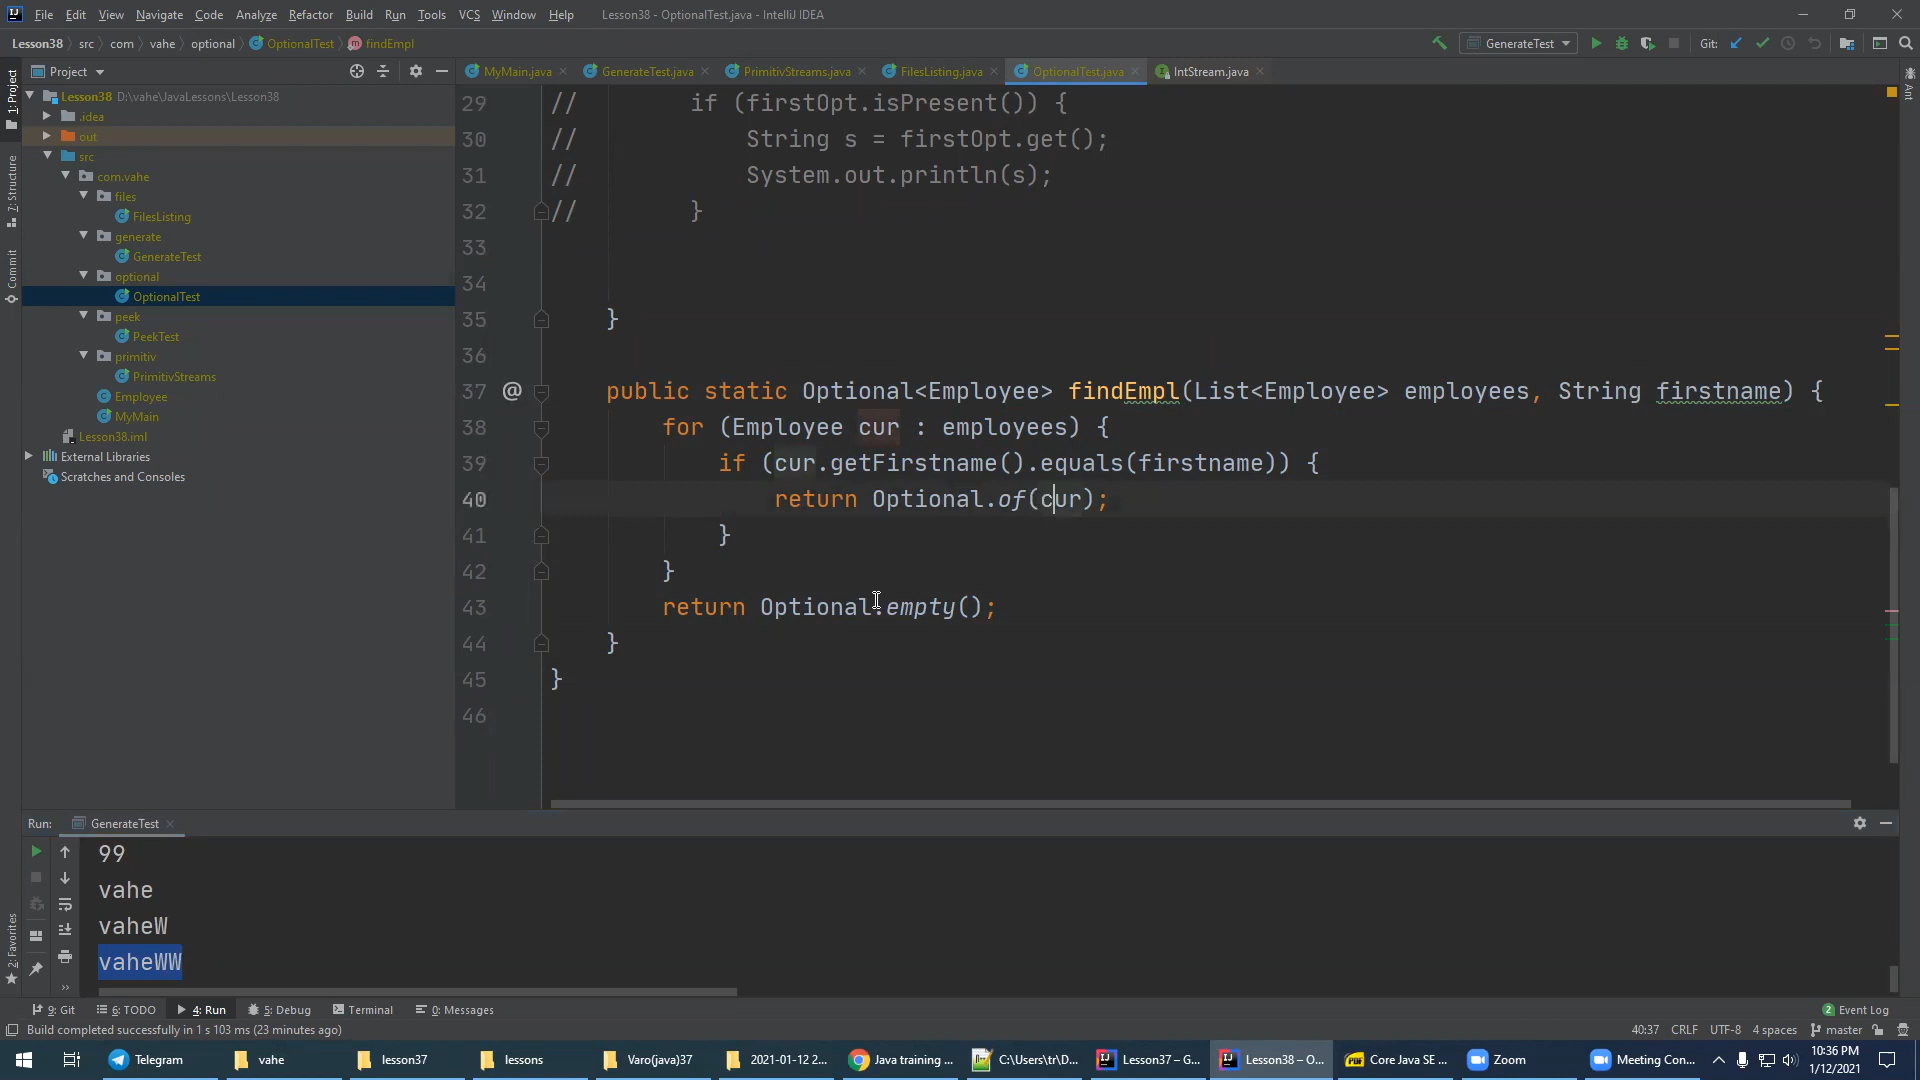 File Edit View Navigate Code Analyze Refactor Build Run Tools VCS Window Help Lesson38 - OptionalTest.java - IntelliJ IDEA
Lesson38 src com vahe optional OptionalTest findEmpl GenerateTest Git:
Project MyMain.java GenerateTest.java PrimitivStreams.java FilesListing.java OptionalTest.java IntStream.java
1: Project
7: Structure
Commit
2: Favorites
Ant
Lesson38 D:\vahe\JavaLessons\Lesson38
.idea
out
src
com.vahe
files
FilesListing
generate
GenerateTest
optional
OptionalTest
peek
PeekTest
primitiv
PrimitivStreams
Employee
MyMain
Lesson38.iml
External Libraries
Scratches and Consoles
29 // if (firstOpt.isPresent()) {
30 // String s = firstOpt.get();
31 // System.out.println(s);
32 // }
33
34
35 }
36
37 @ public static Optional<Employee> findEmpl(List<Employee> employees, String firstname) {
38 for (Employee cur : employees) {
39 if (cur.getFirstname().equals(firstname)) {
40 return Optional.of(cur);
41 }
42 }
43 return Optional.empty();
44 }
45 }
46
Run: GenerateTest
99
vahe
vaheW
vaheWW
9: Git 6: TODO 4: Run 5: Debug Terminal 0: Messages Event Log
Build completed successfully in 1 s 103 ms (23 minutes ago) 40:37 CRLF UTF-8 4 spaces master
Telegram vahe lesson37 lessons Varo(java)37 2021-01-12 2... Java training ... C:\Users\tr\D... Lesson37 – G... Lesson38 – O... Core Java SE ... Zoom Meeting Con... 10:36 PM
1/12/2021